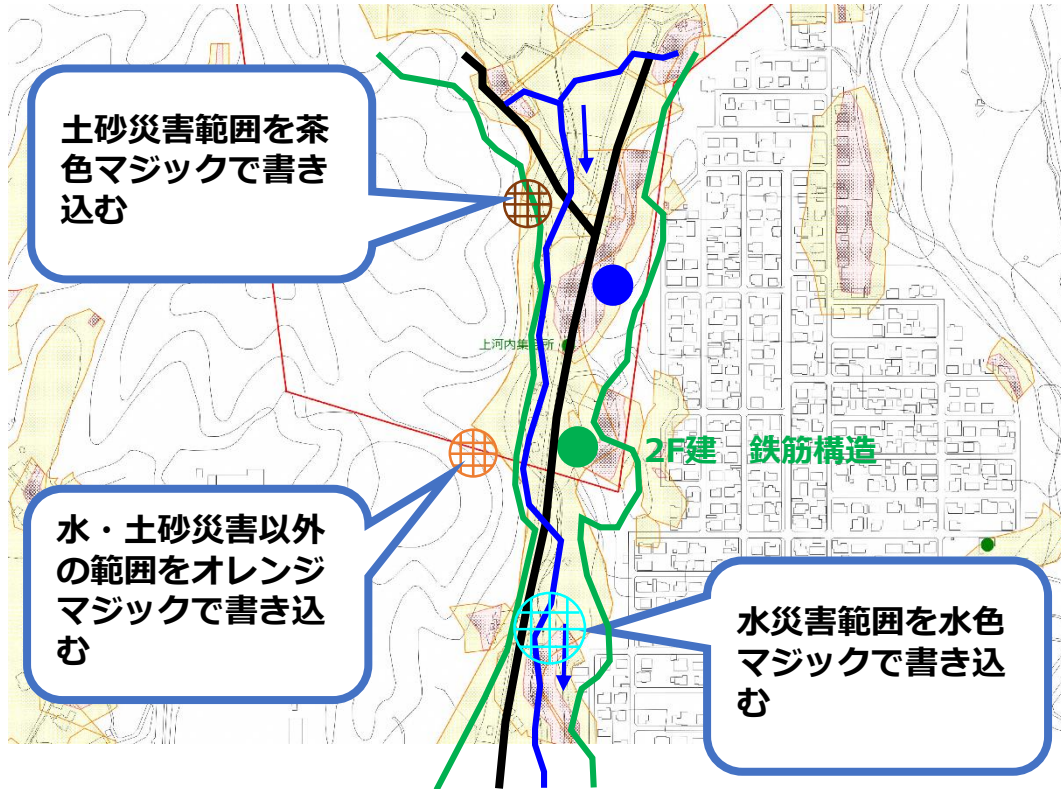 土砂災害範囲を茶
色マジックで書き
込む
上河内集
所
2F建　鉄筋構造
水・土砂災害以外
の範囲をオレンジ
マジックで書き込
む
水災害範囲を水色
マジックで書き込
む